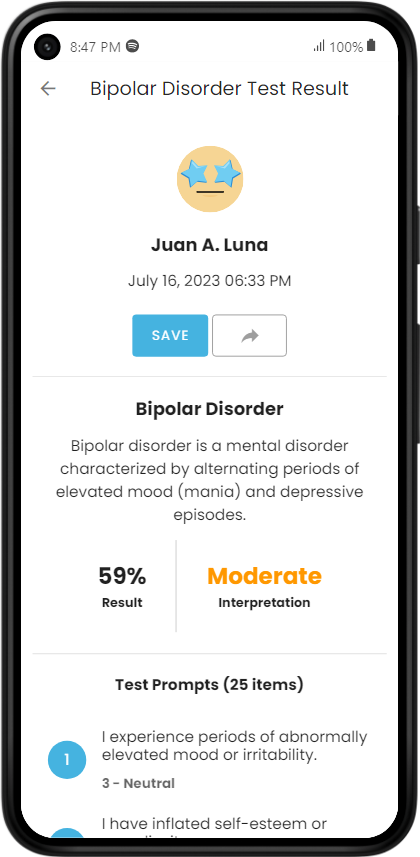 8:47 PM
100%
Bipolar Disorder Test Result
Juan A. Luna
July 16, 2023 06:33 PM
SAVE
Bipolar Disorder
Bipolar disorder is a mental disorder
characterized by alternating periods of
elevated mood (mania) and depressive
episodes.
59%
Result
Moderate
Interpretation
Test Prompts (25 items)
1
I experience periods of abnormally
elevated mood or irritability.
3 - Neutral
I have inflated self-esteem or